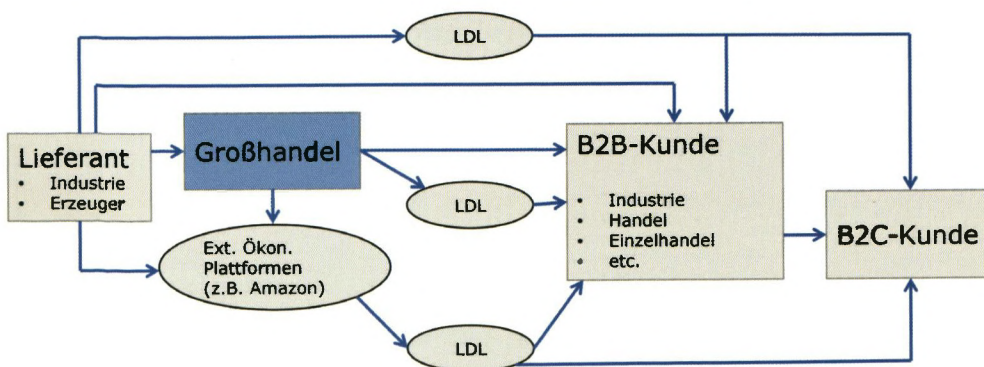 LDL
Lieferant
• Industrie
• Erzeuger
Großhandel
B2B-Kunde
• Industrie
• Handel
• Einzelhandel
• etc.
LDL
B2C-Kunde
Ext. Ökon.
Plattformen
(z.B. Amazon)
LDL